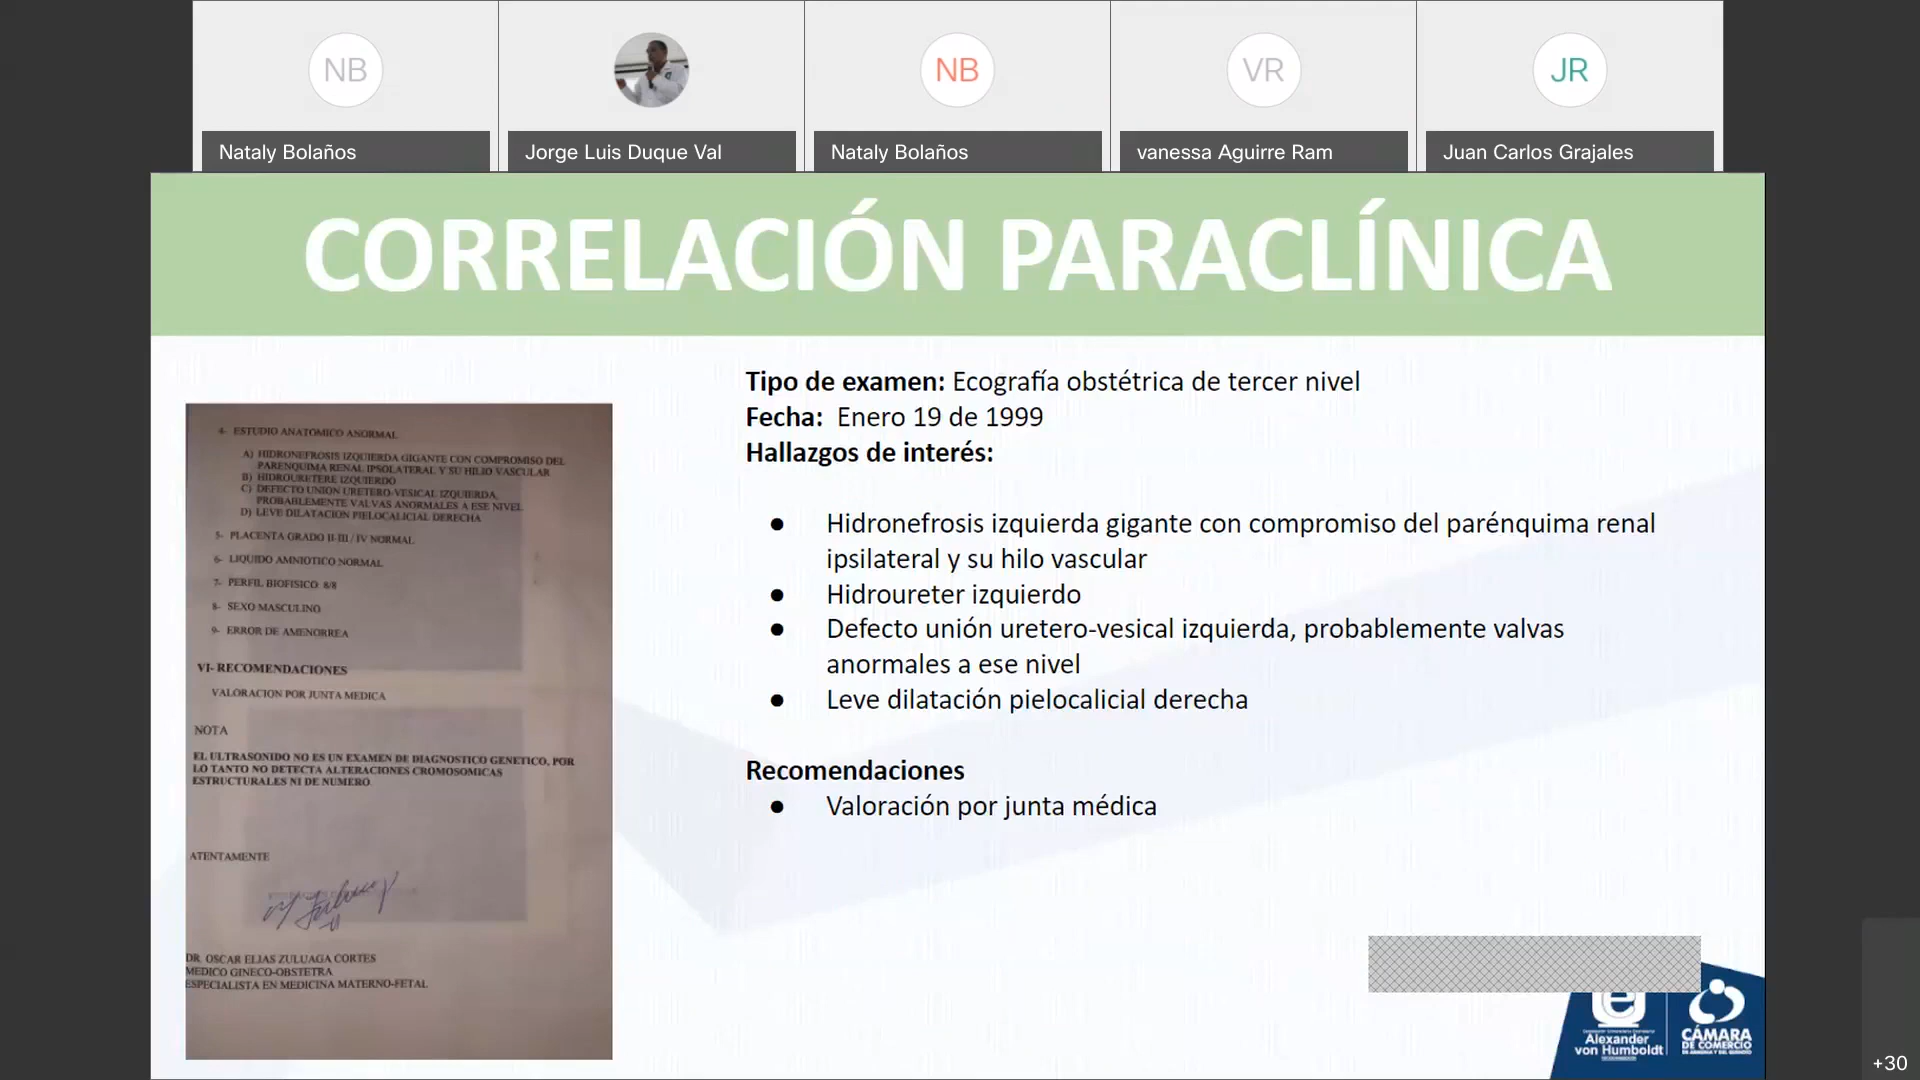 NB
NB
VR
JR
Nataly Bolaños
Jorge Luis Duque Val
Nataly Bolaños
vanessa Aguirre Ram
Juan Carlos Grajales
CORRELACIÓN PARACLÍNICA
4- ESTUDIO ANATOMICO ANORMAL
A) HIDRONEFROSIS IZQUIERDA GIGANTE CON COMPROMISO DEL
PARENQUIMA RENAL IPSOLATERAL Y SU HILIO VASCULAR
B) HIDROURETERE IZQUIERDO
C) DEFECTO UNION URETERO-VESICAL IZQUIERDA,
PROBABLEMENTE VALVAS ANORMALES A ESE NIVEL
D) LEVE DILATACION PIELOCALICIAL DERECHA
5- PLACENTA GRADO II-III / IV NORMAL
6- LIQUIDO AMNIOTICO NORMAL
7- PERFIL BIOFISICO 8/8
8- SEXO MASCULINO
9- ERROR DE AMENORREA
VI- RECOMENDACIONES
VALORACION POR JUNTA MEDICA
NOTA
EL ULTRASONIDO NO ES UN EXAMEN DE DIAGNOSTICO GENETICO, POR
LO TANTO NO DETECTA ALTERACIONES CROMOSOMICAS
ESTRUCTURALES NI DE NUMERO
ATENTAMENTE
DR. OSCAR ELIAS ZULUAGA CORTES
MEDICO GINECO-OBSTETRA
ESPECIALISTA EN MEDICINA MATERNO-FETAL
Tipo de examen: Ecografía obstétrica de tercer nivel
Fecha: Enero 19 de 1999
Hallazgos de interés:
● Hidronefrosis izquierda gigante con compromiso del parénquima renal
ipsilateral y su hilo vascular
● Hidroureter izquierdo
● Defecto unión uretero-vesical izquierda, probablemente valvas
anormales a ese nivel
● Leve dilatación pielocalicial derecha
Recomendaciones
● Valoración por junta médica
Alexander
von Humboldt
CÁMARA
DE COMERCIO
DE ARMENIA Y DEL QUINDÍO
+30